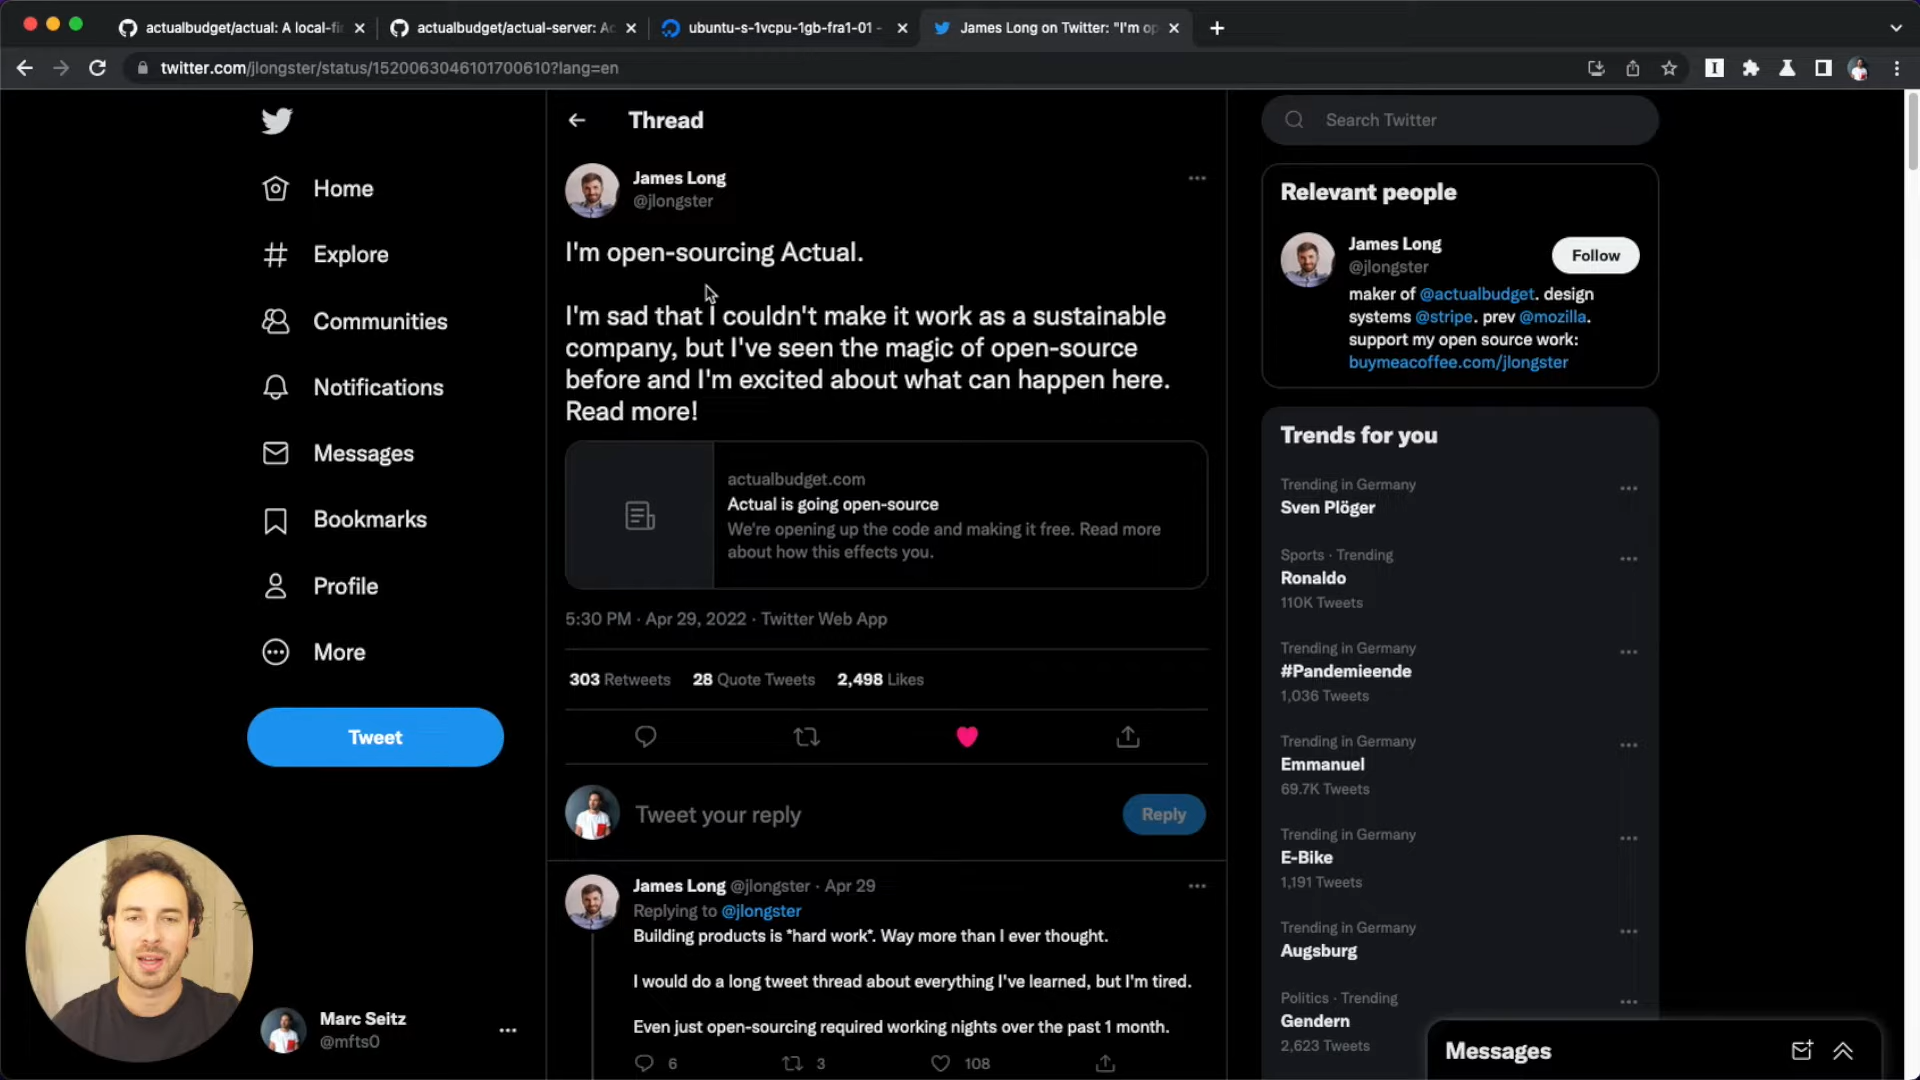 actualbudget/actual: A local-fi
actualbudget/actual-server: Ac
ubuntu-s-1vcpu-1gb-fra1-01 -
James Long on Twitter: "I'm op
twitter.com/jlongster/status/1520063046101700610?lang=en
Home
Explore
Communities
Notifications
Messages
Bookmarks
Profile
More
Tweet
Marc Seitz
@mfts0
Thread
James Long
@jlongster
I'm open-sourcing Actual.
I'm sad that I couldn't make it work as a sustainable
company, but I've seen the magic of open-source
before and I'm excited about what can happen here.
Read more!
actualbudget.com
Actual is going open-source
We're opening up the code and making it free. Read more
about how this effects you.
5:30 PM · Apr 29, 2022 · Twitter Web App
303 Retweets 28 Quote Tweets 2,498 Likes
Tweet your reply
Reply
James Long @jlongster · Apr 29
Replying to @jlongster
Building products is *hard work*. Way more than I ever thought.
I would do a long tweet thread about everything I've learned, but I'm tired.
Even just open-sourcing required working nights over the past 1 month.
6 3 108
Search Twitter
Relevant people
James Long
@jlongster
Follow
maker of @actualbudget. design
systems @stripe. prev @mozilla.
support my open source work:
buymeacoffee.com/jlongster
Trends for you
Trending in Germany
Sven Plöger
Sports · Trending
Ronaldo
110K Tweets
Trending in Germany
#Pandemieende
1,036 Tweets
Trending in Germany
Emmanuel
69.7K Tweets
Trending in Germany
E-Bike
1,191 Tweets
Trending in Germany
Augsburg
Politics · Trending
Gendern
2,623 Tweets
Messages